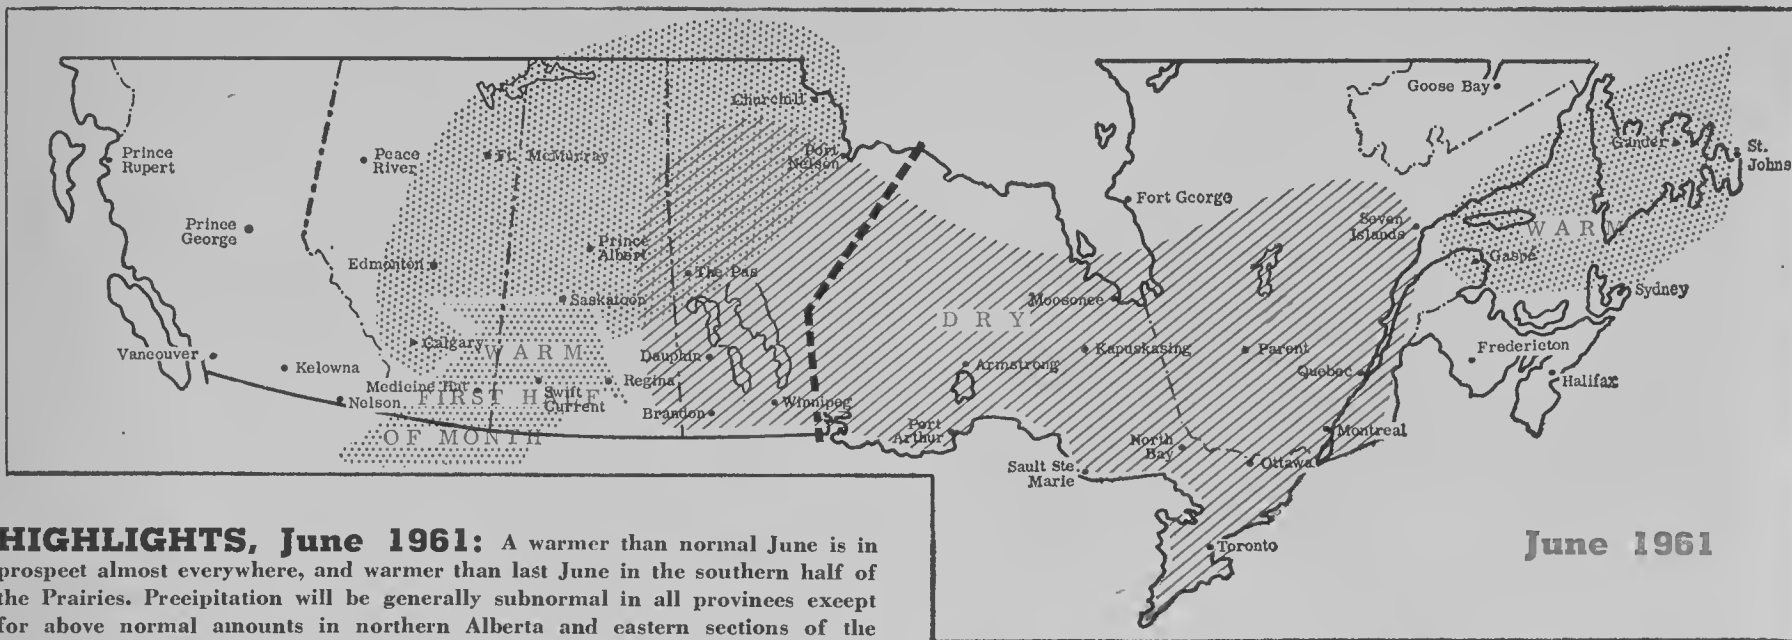 Churchill
Goose Bay
Prince
Rupert
Peace
River
Ft. McMurray
Port
Nelson
Gander
St.
Johns
Fort George
Prince
George
Seven
Islands
WARM
Edmonton
Prince
Albert
Gaspé
The Pas
Saskatoon
Moosonee
Sydney
DRY
Vancouver
Calgary
WARM
Dauphin
Armstrong
Kapuskasing
Parent
Fredericton
Kelowna
Medicine Hat
Nelson
FIRST HALF
Swift
Current
Regina
Quebec
Halifax
Brandon
Winnipeg
OF MONTH
Port
Arthur
North
Bay
Montreal
Sault Ste.
Marie
Ottawa
Toronto
June 1961
HIGHLIGHTS, June 1961: A warmer than normal June is in
prospect almost everywhere, and warmer than last June in the southern half of
the Prairies. Precipitation will be generally subnormal in all provinces except
for above normal amounts in northern Alberta and eastern sections of the